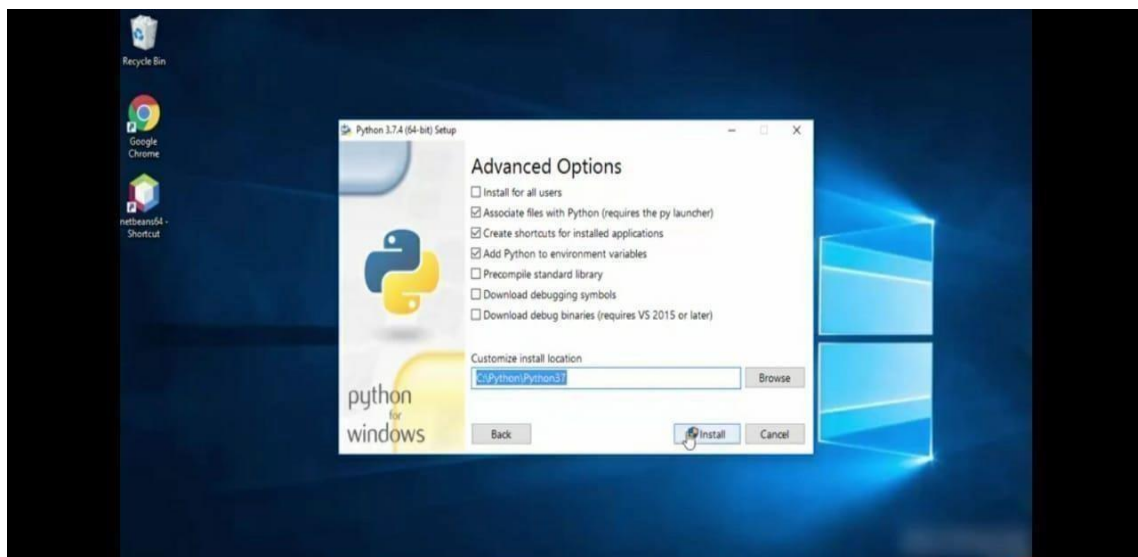 Recycle Bin
Google
Chrome
netbeans64 -
Shortcut
Python 3.7.4 (64-bit) Setup
Advanced Options
Install for all users
Associate files with Python (requires the py launcher)
Create shortcuts for installed applications
Add Python to environment variables
Precompile standard library
Download debugging symbols
Download debug binaries (requires VS 2015 or later)
Customize install location
C:\Python\Python37
Browse
python
for
windows
Back
Install
Cancel